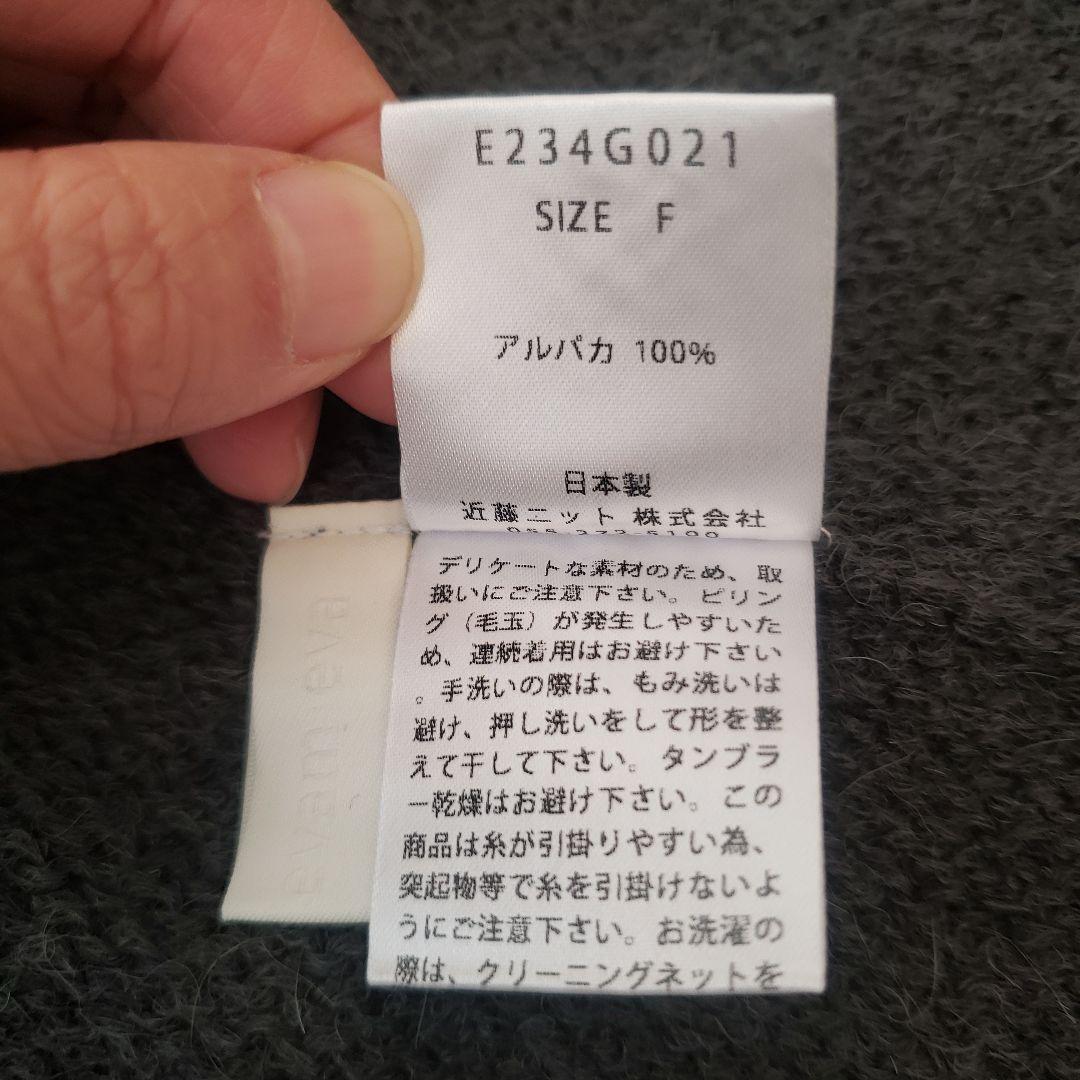 E234G021
SIZE F
アルパカ 100%
日本製
近藤ニット 株式会社
デリケートな素材のため、取
扱いにご注意下さい。ピリン
グ（毛玉）が発生しやすいた
め、連続着用はお避け下さい
。手洗いの際は、もみ洗いは
避け、押し洗いをして形を整
えて干して下さい。タンブラ
ー乾燥はお避け下さい。この
商品は糸が引掛りやすい為、
突起物等で糸を引掛けないよ
うにご注意下さい。お洗濯の
際は、クリーニングネットを